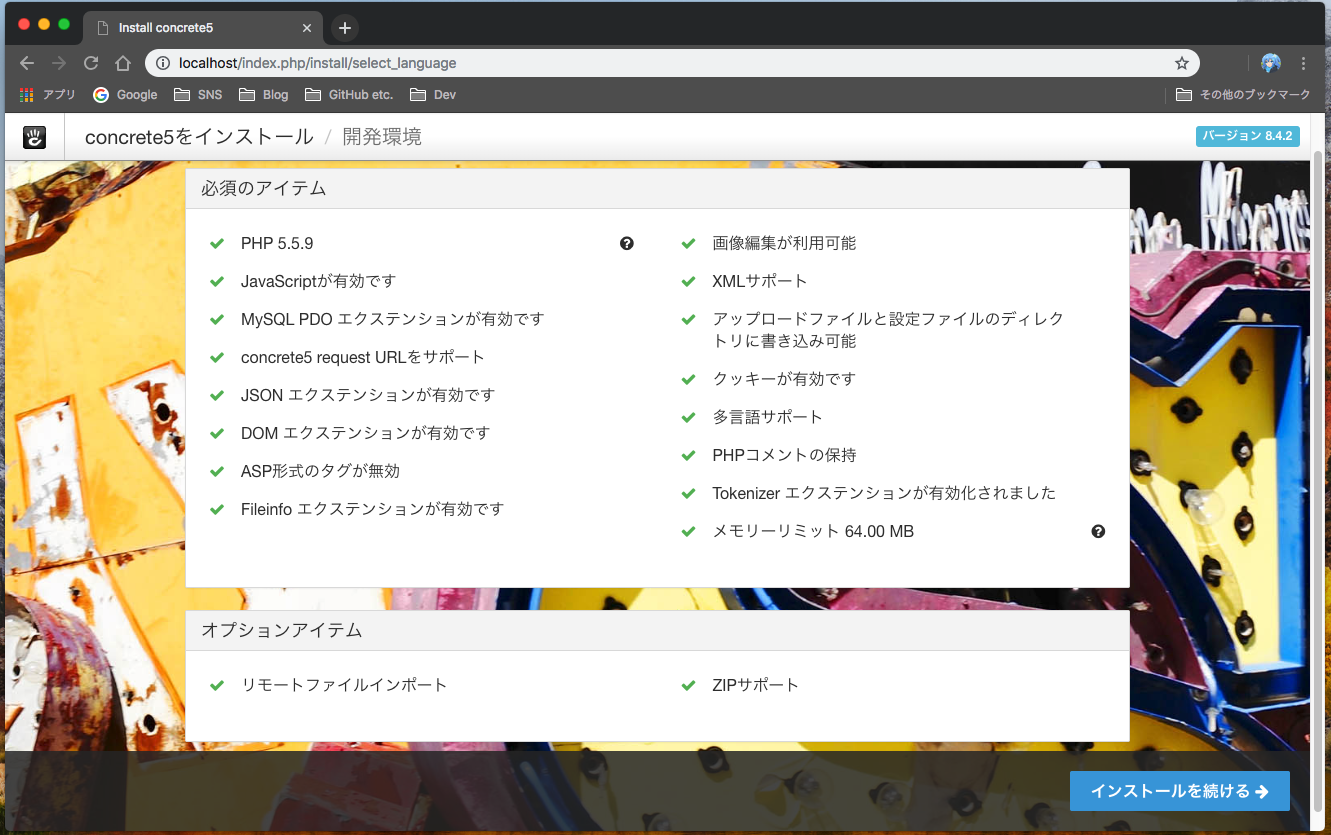 Install concrete5
localhost/index.php/install/select_language
アプリ Google SNS Blog GitHub etc. Dev その他のブックマーク
concrete5をインストール / 開発環境 バージョン 8.4.2
必須のアイテム
PHP 5.5.9
JavaScriptが有効です
MySQL PDO エクステンションが有効です
concrete5 request URLをサポート
JSON エクステンションが有効です
DOM エクステンションが有効です
ASP形式のタグが無効
Fileinfo エクステンションが有効です
画像編集が利用可能
XMLサポート
アップロードファイルと設定ファイルのディレク
トリに書き込み可能
クッキーが有効です
多言語サポート
PHPコメントの保持
Tokenizer エクステンションが有効化されました
メモリーリミット 64.00 MB
オプションアイテム
リモートファイルインポート
ZIPサポート
インストールを続ける